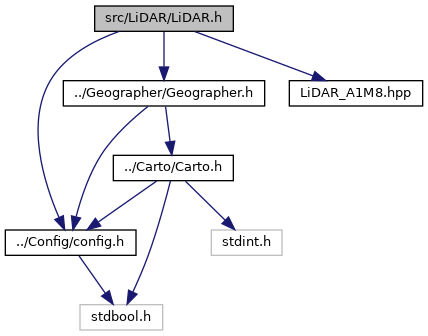 src/LiDAR/LiDAR.h
../Geographer/Geographer.h
LiDAR_A1M8.hpp
../Carto/Carto.h
../Config/config.h
stdint.h
stdbool.h